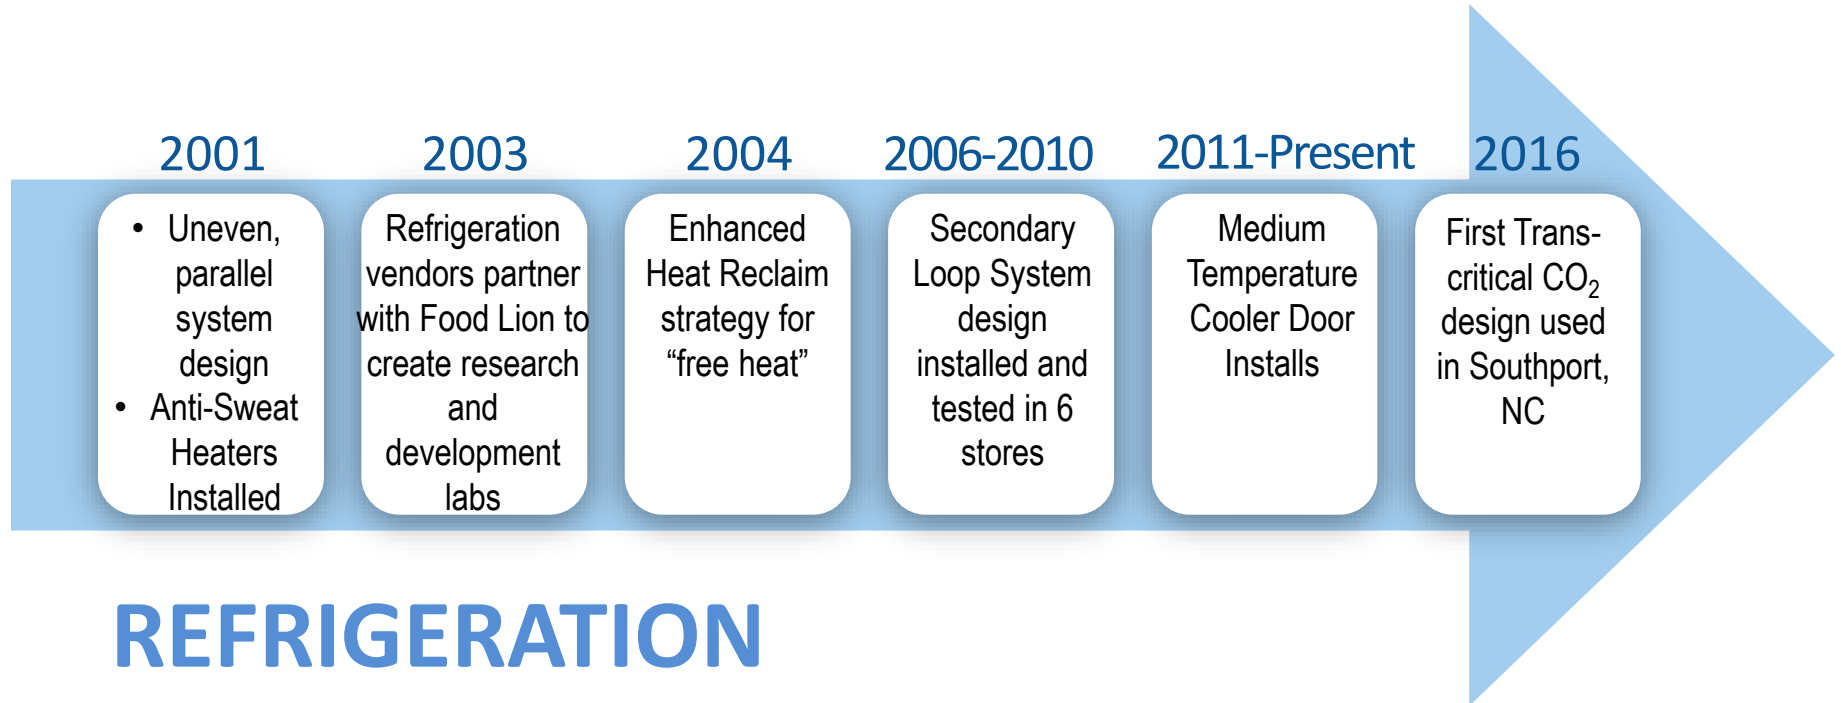 2001
• Uneven,
parallel
system
design
• Anti-Sweat
Heaters
Installed
2003
Refrigeration
vendors partner
with Food Lion to
create research
and
development
labs
2004
Enhanced
Heat Reclaim
strategy for
“free heat”
2006-2010
Secondary
Loop System
design
installed and
tested in 6
stores
2011-Present
Medium
Temperature
Cooler Door
Installs
2016
First Trans-
critical CO₂
design used
in Southport,
NC
REFRIGERATION